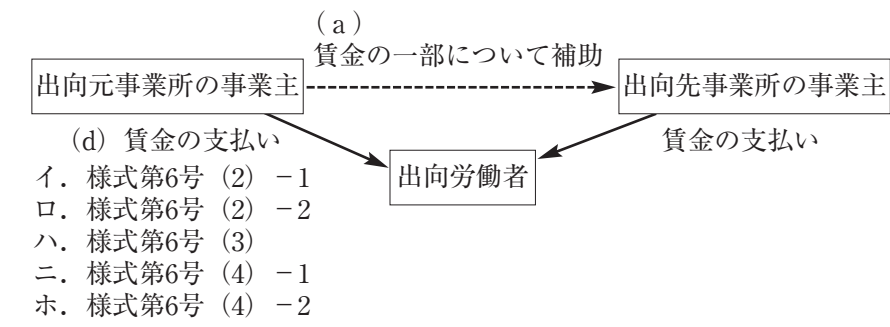 (a)
賃金の一部について補助
出向元事業所の事業主
出向先事業所の事業主
(d) 賃金の支払い
賃金の支払い
出向労働者
イ．様式第6号（2）－1
ロ．様式第6号（2）－2
ハ．様式第6号（3）
ニ．様式第6号（4）－1
ホ．様式第6号（4）－2